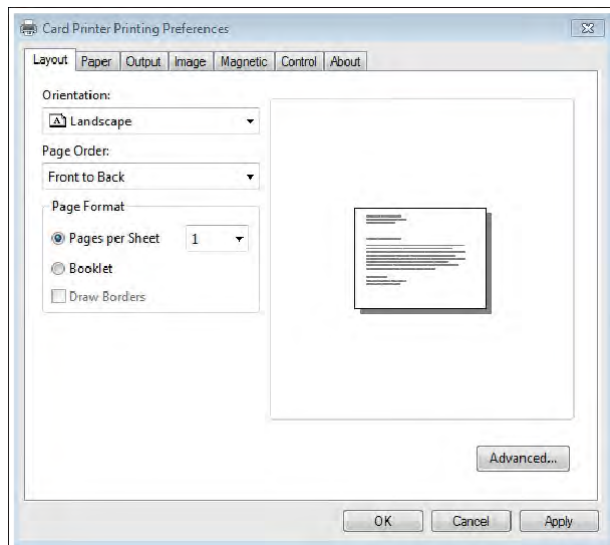 Card Printer Printing Preferences
Layout Paper Output Image Magnetic Control About
Orientation:
Landscape
Page Order:
Front to Back
Page Format
Pages per Sheet 1
Booklet
Draw Borders
Advanced...
OK Cancel Apply